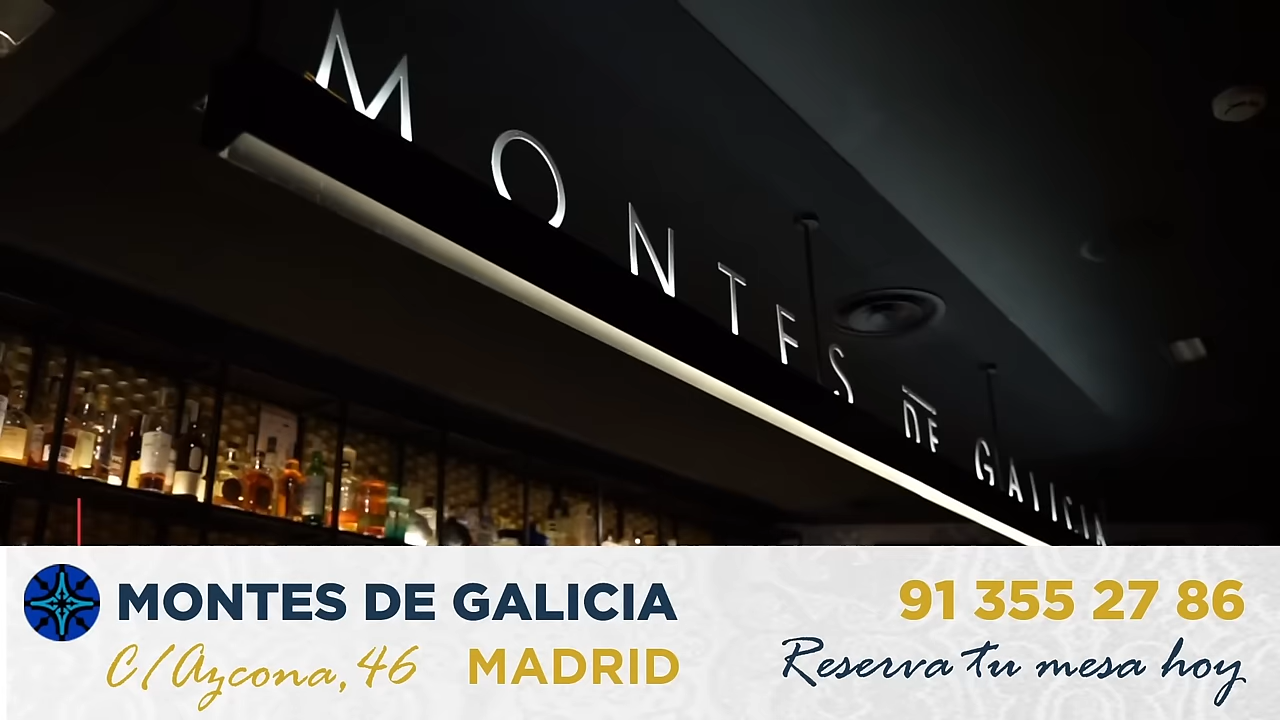 MONTES DE GALICIA
MONTES DE GALICIA
91 355 27 86
C/Azcona, 46 MADRID
Reserva tu mesa hoy